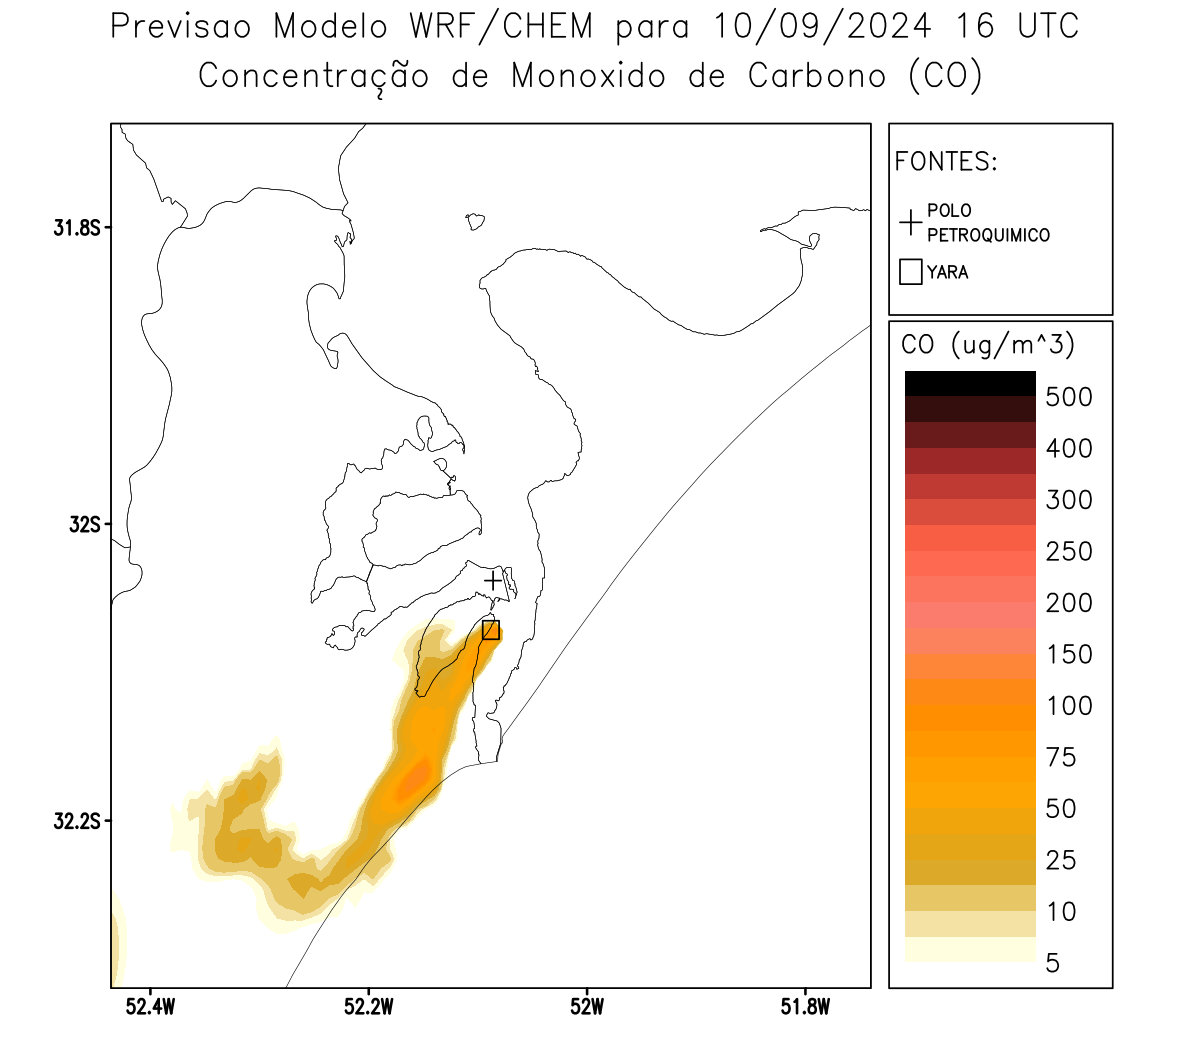 Previsao Modelo WRF/CHEM para 10/09/2024 16 UTC
Concentração de Monoxido de Carbono (CO)
FONTES:
POLO
PETROQUIMICO
YARA
CO (ug/m^3)
500
400
300
250
200
150
100
75
50
25
10
5
31.8S
32S
32.2S
52.4W
52.2W
52W
51.8W